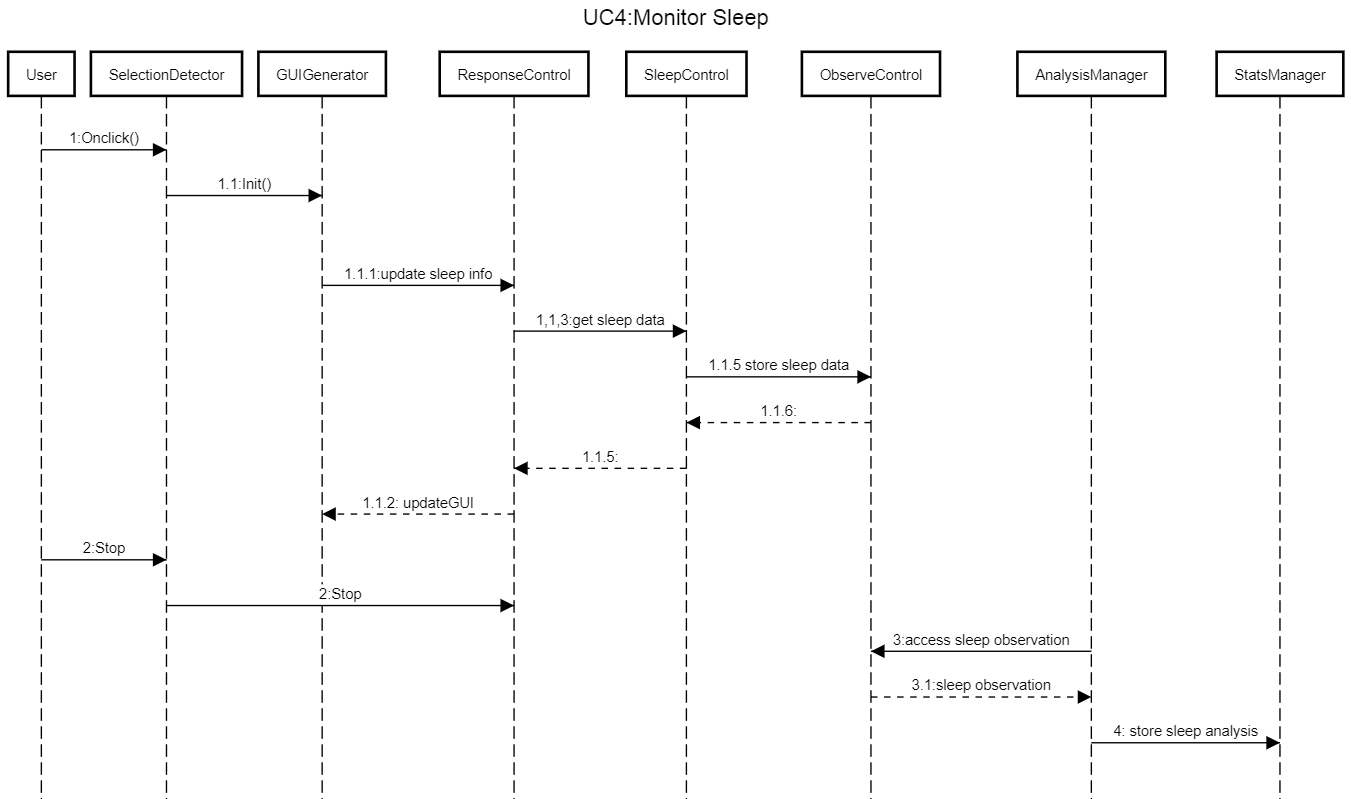 UC4:Monitor Sleep
User
SelectionDetector
GUIGenerator
ResponseControl
SleepControl
ObserveControl
AnalysisManager
StatsManager
1:Onclick()
1.1:Init()
1.1.1:update sleep info
1,1,3:get sleep data
1.1.5 store sleep data
1.1.6:
1.1.5:
1.1.2: updateGUI
2:Stop
2:Stop
3:access sleep observation
3.1:sleep observation
4: store sleep analysis